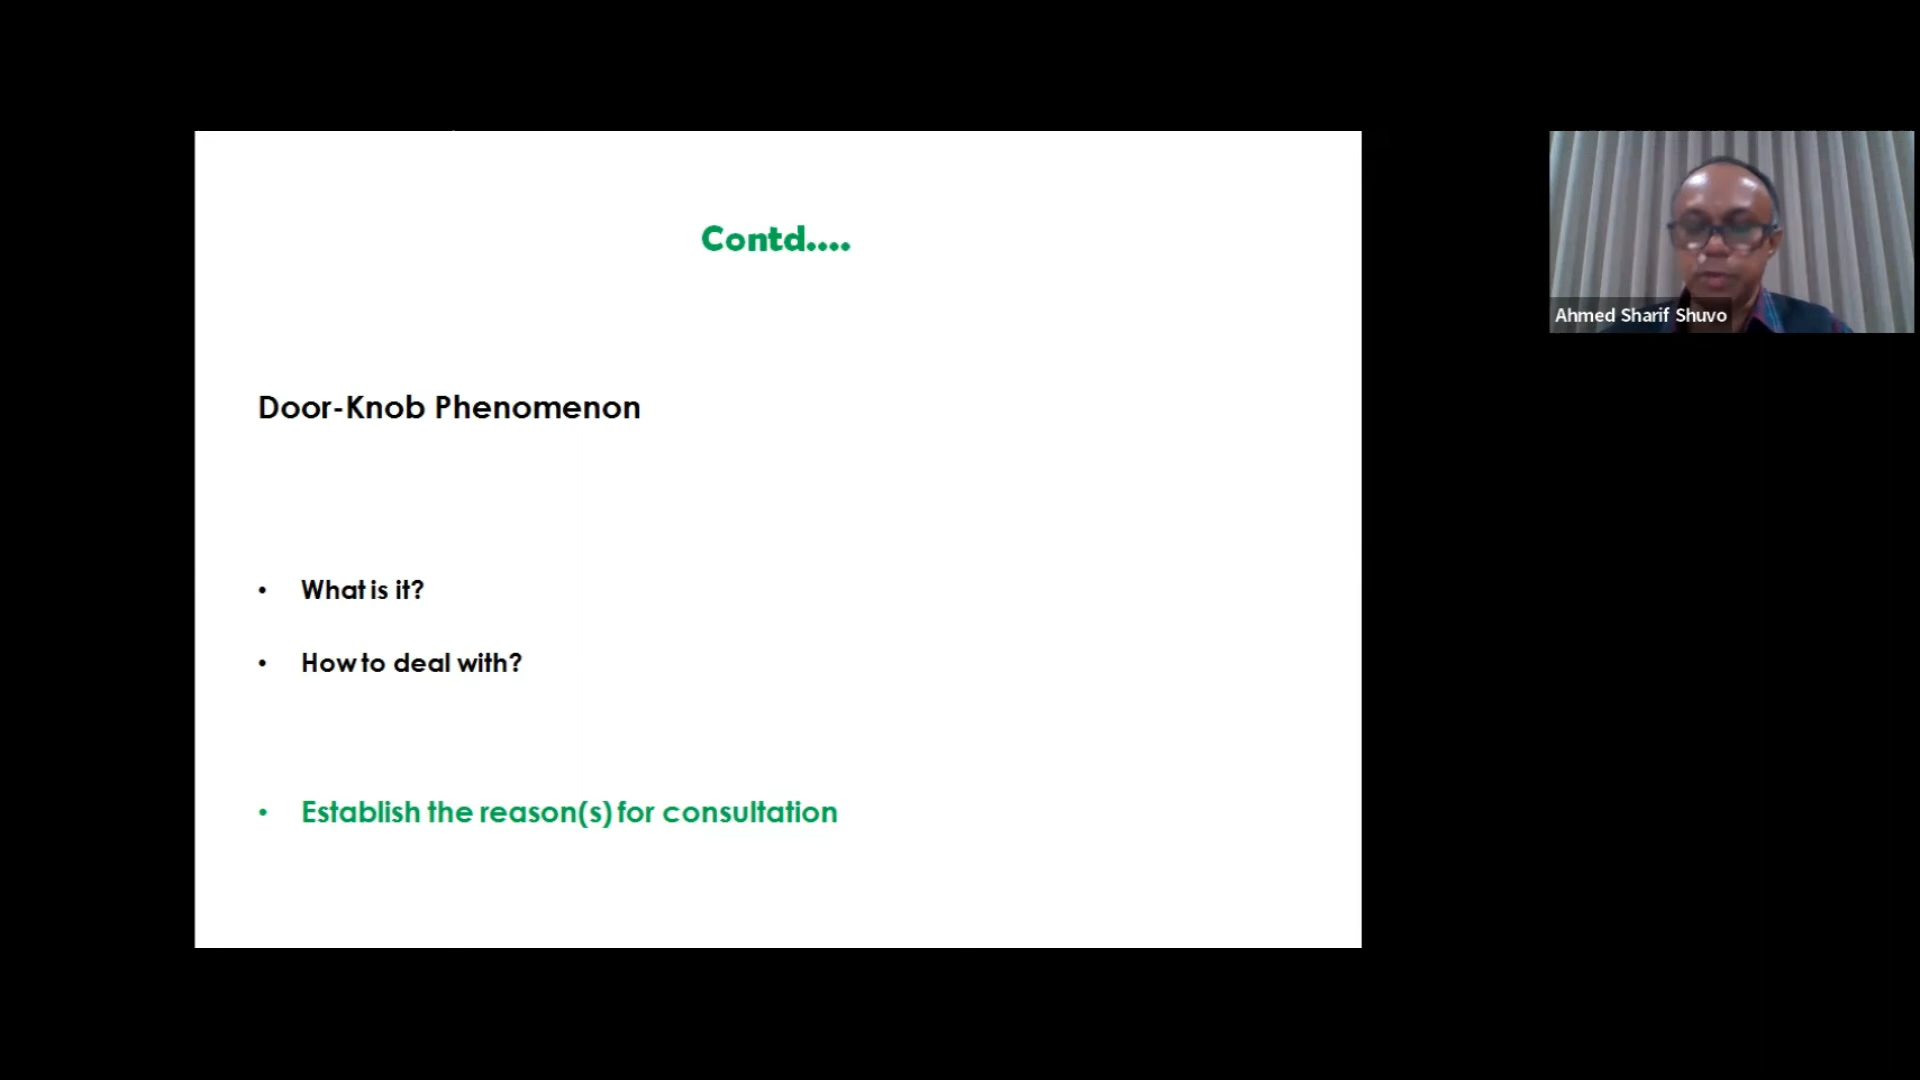 Contd....
Door-Knob Phenomenon
• What is it?
• How to deal with?
• Establish the reason(s) for consultation
Ahmed Sharif Shuvo